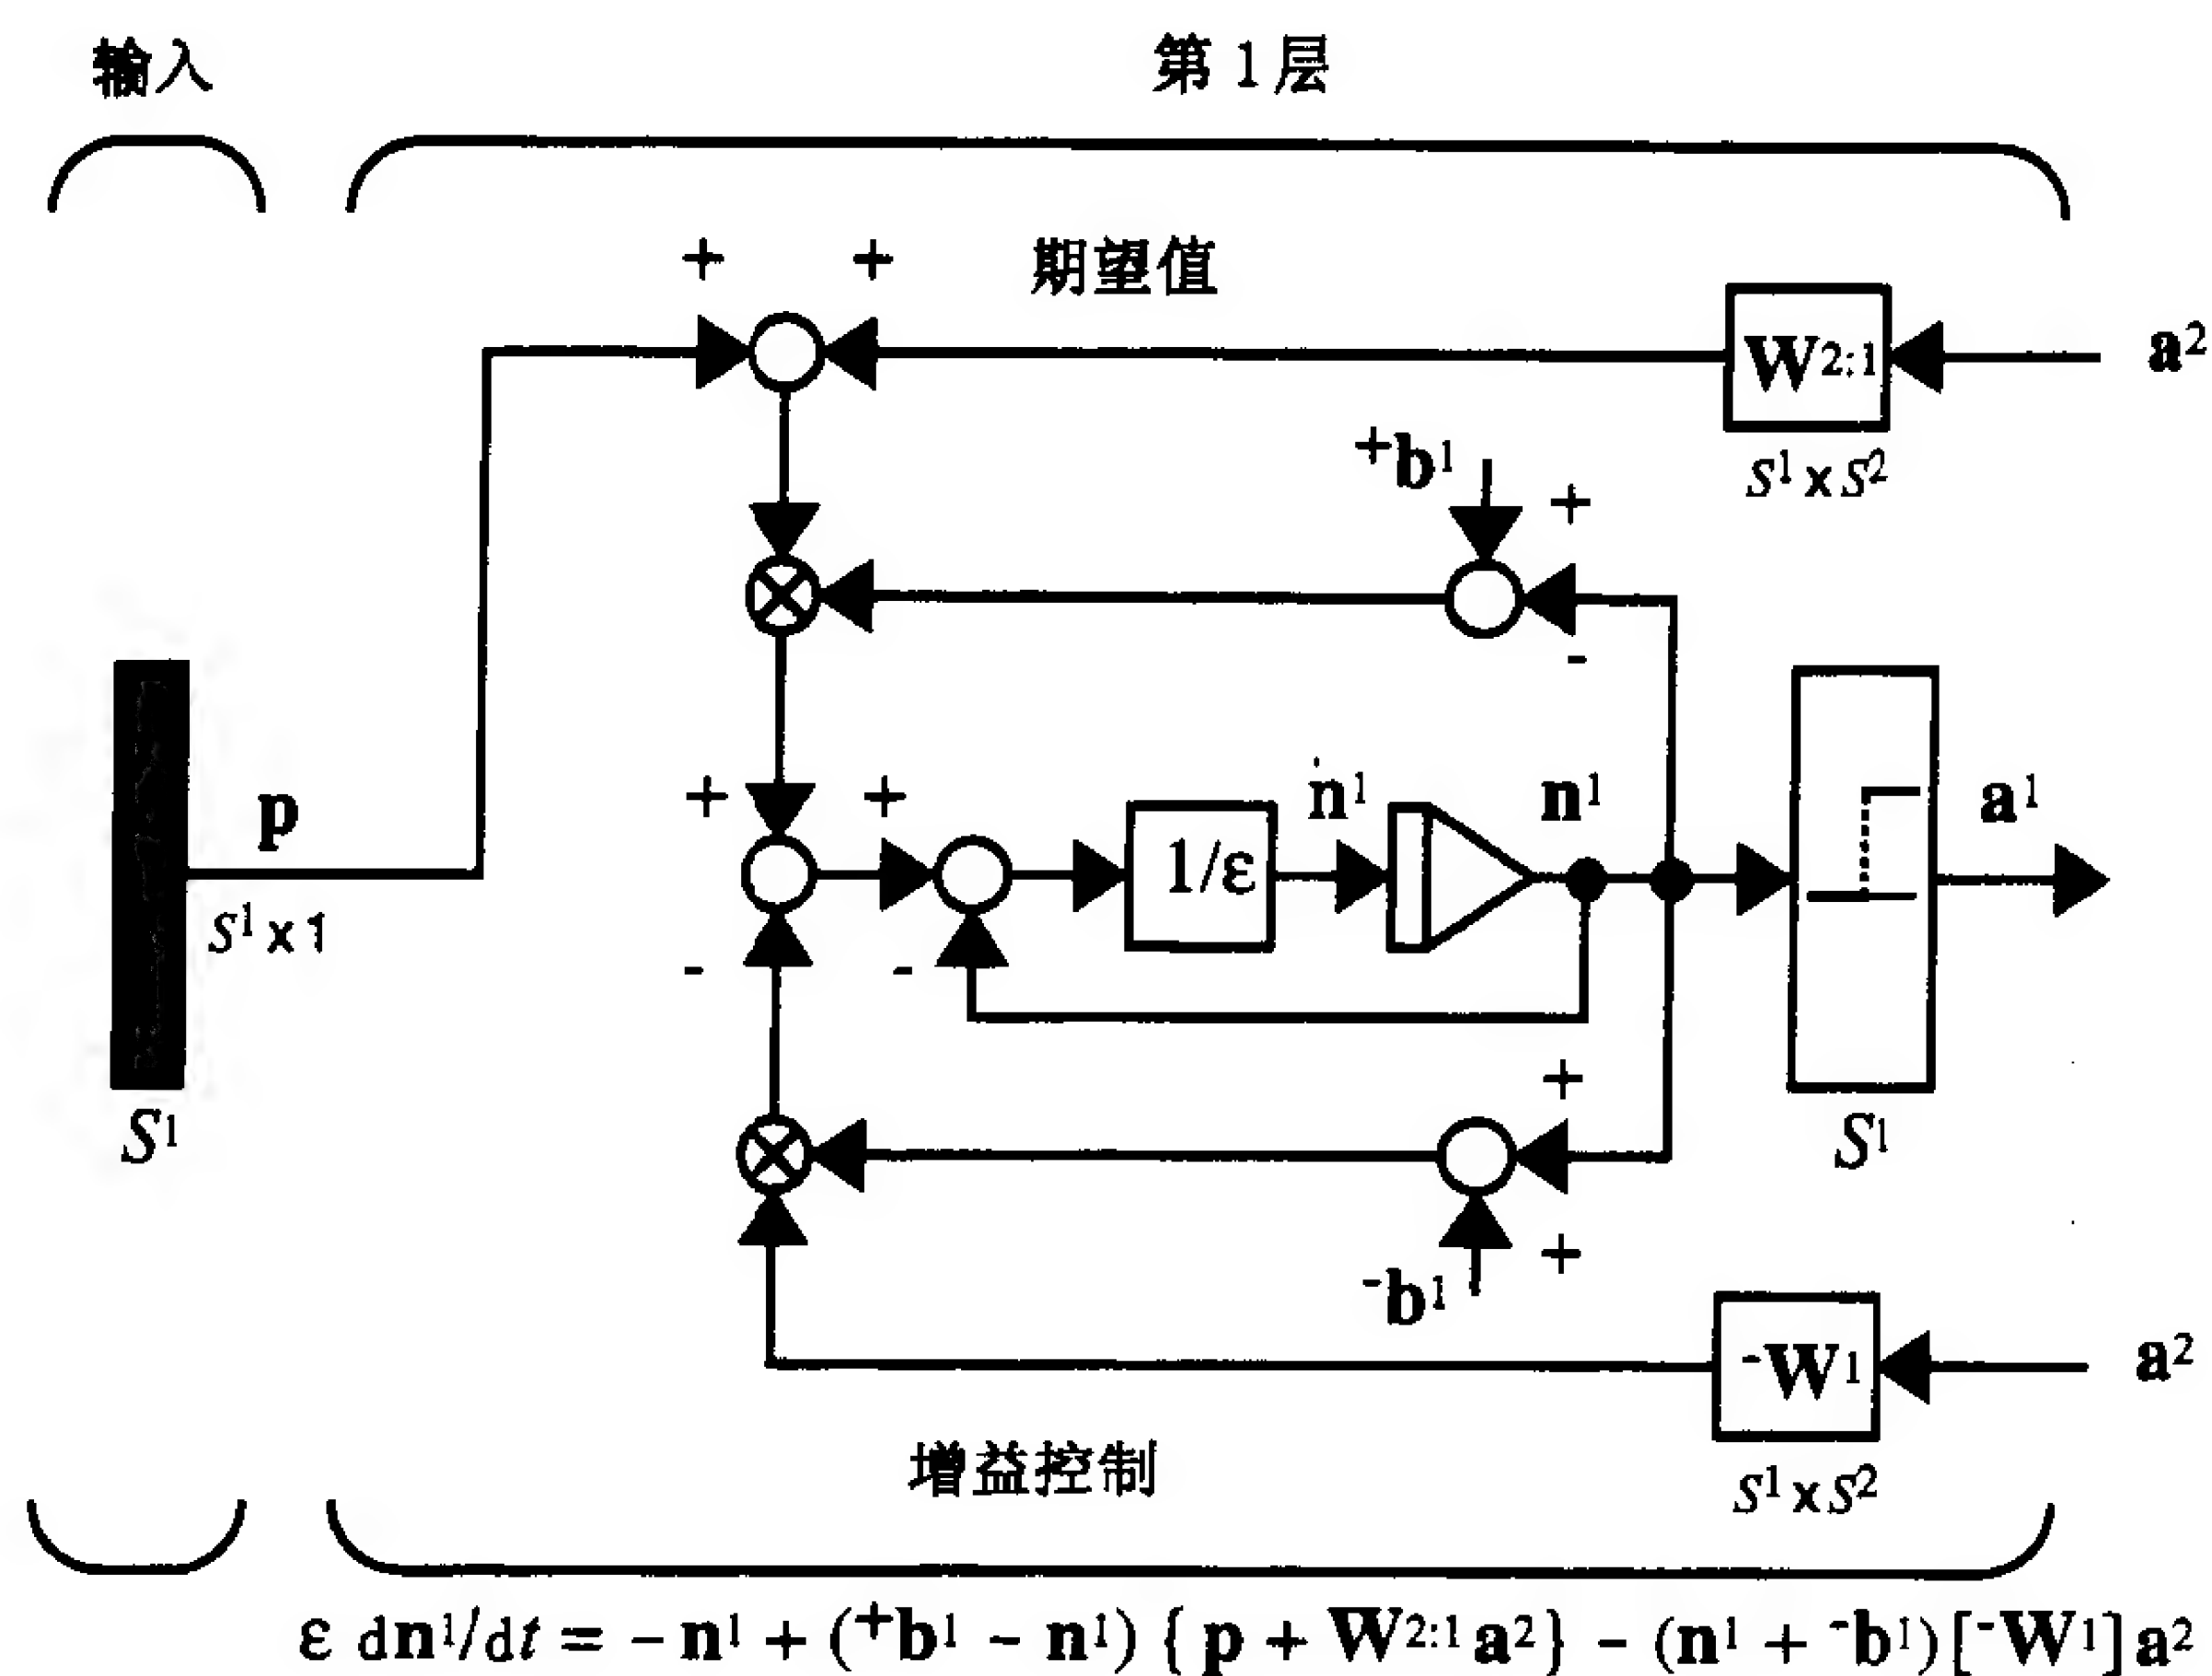 输入 第1层
+ + 期望值
W2:1 a2
+b1 S1 x S2
+
-
p + + ṅ1 n1 a1
1/ε
S1 x 1 - -
S1 + S1
+
-b1
-W1 a2
增益控制 S1 x S2
ε dn1/dt = - n1 + (+b1 - n1) { p + W2:1 a2} - (n1 + -b1) [-W1] a2